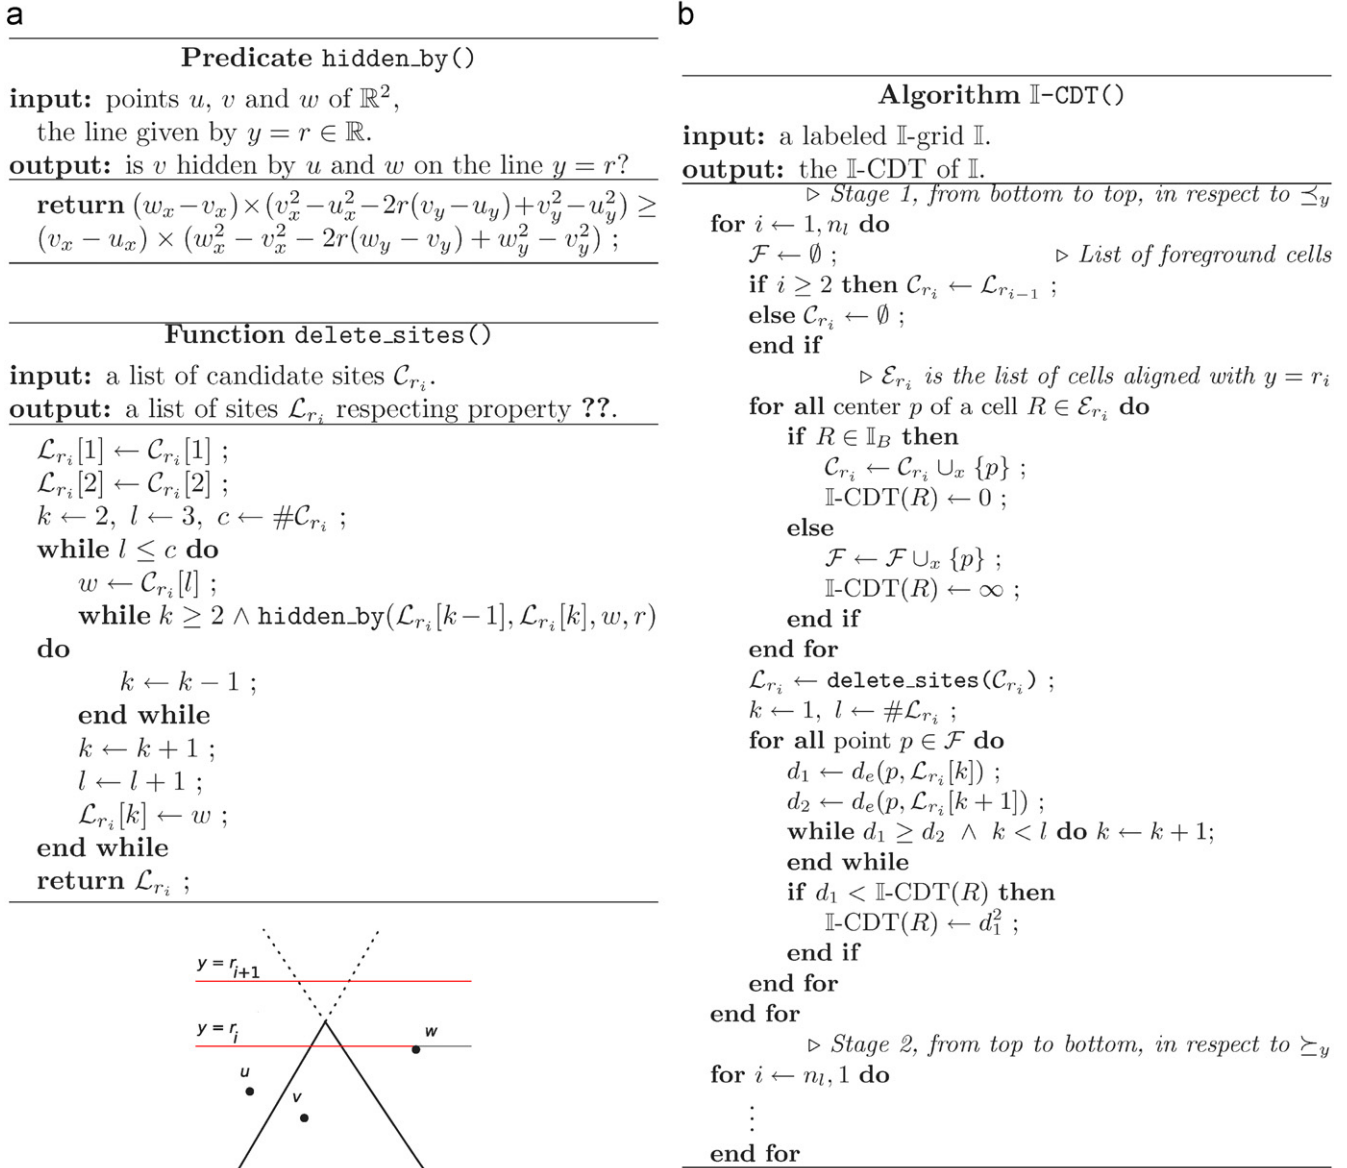 a
Predicate hidden_by()
input: points u, v and w of ℝ²,
the line given by y = r ∈ ℝ.
output: is v hidden by u and w on the line y = r?
return (w_x−v_x)×(v_x²−u_x²−2r(v_y−u_y)+v_y²−u_y²) ≥
(v_x − u_x) × (w_x² − v_x² − 2r(w_y − v_y) + w_y² − v_y²) ;
Function delete_sites()
input: a list of candidate sites 𝒞_{r_i}.
output: a list of sites ℒ_{r_i} respecting property ??.
ℒ_{r_i}[1] ← 𝒞_{r_i}[1] ;
ℒ_{r_i}[2] ← 𝒞_{r_i}[2] ;
k ← 2, l ← 3, c ← #𝒞_{r_i} ;
while l ≤ c do
w ← 𝒞_{r_i}[l] ;
while k ≥ 2 ∧ hidden_by(ℒ_{r_i}[k−1], ℒ_{r_i}[k], w, r)
do
k ← k − 1 ;
end while
k ← k + 1 ;
l ← l + 1 ;
ℒ_{r_i}[k] ← w ;
end while
return ℒ_{r_i} ;
y = r_{i+1}
y = r_i
w
u
v
b
Algorithm 𝕀-CDT()
input: a labeled 𝕀-grid 𝕀.
output: the 𝕀-CDT of 𝕀.
▷ Stage 1, from bottom to top, in respect to ⪯_y
for i ← 1, n_l do
ℱ ← ∅ ; ▷ List of foreground cells
if i ≥ 2 then 𝒞_{r_i} ← ℒ_{r_{i−1}} ;
else 𝒞_{r_i} ← ∅ ;
end if
▷ ℰ_{r_i} is the list of cells aligned with y = r_i
for all center p of a cell R ∈ ℰ_{r_i} do
if R ∈ 𝕀_B then
𝒞_{r_i} ← 𝒞_{r_i} ∪_x {p} ;
𝕀-CDT(R) ← 0 ;
else
ℱ ← ℱ ∪_x {p} ;
𝕀-CDT(R) ← ∞ ;
end if
end for
ℒ_{r_i} ← delete_sites(𝒞_{r_i}) ;
k ← 1, l ← #ℒ_{r_i} ;
for all point p ∈ ℱ do
d₁ ← d_e(p, ℒ_{r_i}[k]) ;
d₂ ← d_e(p, ℒ_{r_i}[k + 1]) ;
while d₁ ≥ d₂ ∧ k < l do k ← k + 1;
end while
if d₁ < 𝕀-CDT(R) then
𝕀-CDT(R) ← d₁² ;
end if
end for
end for
▷ Stage 2, from top to bottom, in respect to ⪰_y
for i ← n_l, 1 do
⋮
end for